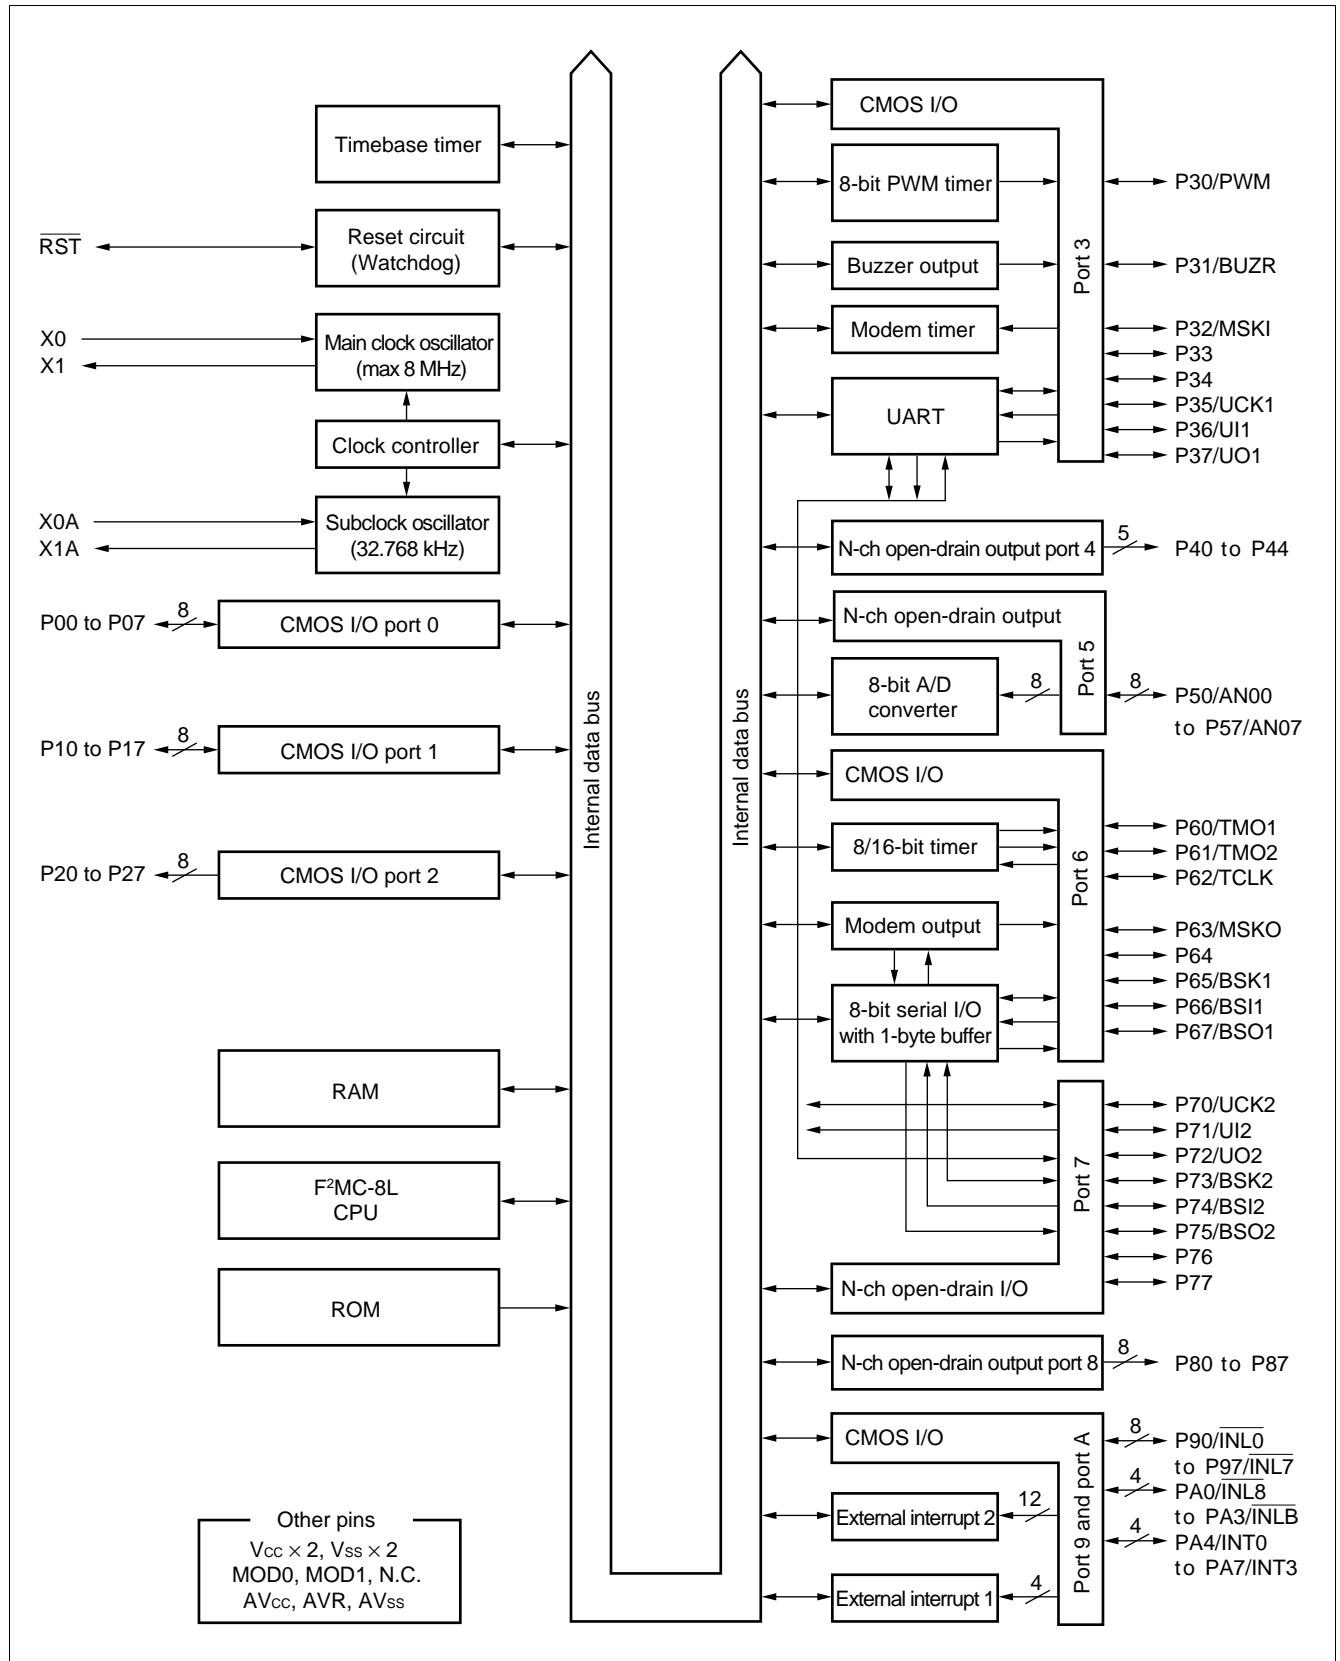 Timebase timer
RST
Reset circuit
(Watchdog)
X0
X1
Main clock oscillator
(max 8 MHz)
Clock controller
X0A
X1A
Subclock oscillator
(32.768 kHz)
P00 to P07
8
CMOS I/O port 0
P10 to P17
8
CMOS I/O port 1
P20 to P27
8
CMOS I/O port 2
RAM
F²MC-8L
CPU
ROM
Other pins
Vcc × 2, Vss × 2
MOD0, MOD1, N.C.
AVcc, AVR, AVss
Internal data bus
Internal data bus
CMOS I/O
8-bit PWM timer
Buzzer output
Modem timer
UART
Port 3
P30/PWM
P31/BUZR
P32/MSKI
P33
P34
P35/UCK1
P36/UI1
P37/UO1
N-ch open-drain output port 4
5
P40 to P44
N-ch open-drain output
8-bit A/D
converter
8
Port 5
8
P50/AN00
to P57/AN07
CMOS I/O
8/16-bit timer
Modem output
8-bit serial I/O
with 1-byte buffer
Port 6
P60/TMO1
P61/TMO2
P62/TCLK
P63/MSKO
P64
P65/BSK1
P66/BSI1
P67/BSO1
Port 7
P70/UCK2
P71/UI2
P72/UO2
P73/BSK2
P74/BSI2
P75/BSO2
P76
P77
N-ch open-drain I/O
N-ch open-drain output port 8
8
P80 to P87
CMOS I/O
External interrupt 2
12
External interrupt 1
4
Port 9 and port A
8
P90/INL0
to P97/INL7
4
PA0/INL8
to PA3/INLB
4
PA4/INT0
to PA7/INT3